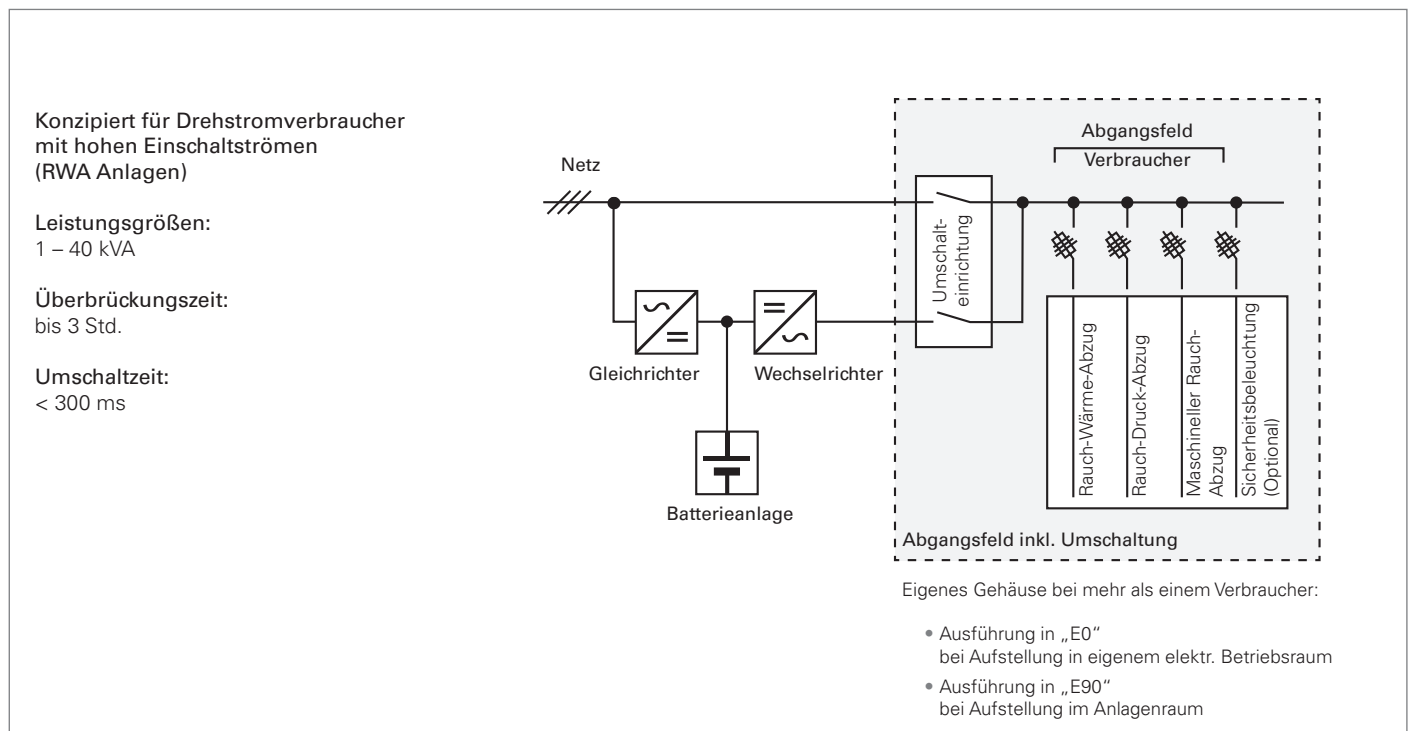 Konzipiert für Drehstromverbraucher
mit hohen Einschaltströmen
(RWA Anlagen)
Leistungsgrößen:
1 – 40 kVA
Überbrückungszeit:
bis 3 Std.
Umschaltzeit:
< 300 ms
Netz
Gleichrichter
Wechselrichter
Batterieanlage
Umschalt-
einrichtung
Abgangsfeld
Verbraucher
Rauch-Wärme-Abzug
Rauch-Druck-Abzug
Maschineller Rauch-
Abzug
Sicherheitsbeleuchtung
(Optional)
Abgangsfeld inkl. Umschaltung
Eigenes Gehäuse bei mehr als einem Verbraucher:
• Ausführung in „E0“
bei Aufstellung in eigenem elektr. Betriebsraum
• Ausführung in „E90“
bei Aufstellung im Anlagenraum